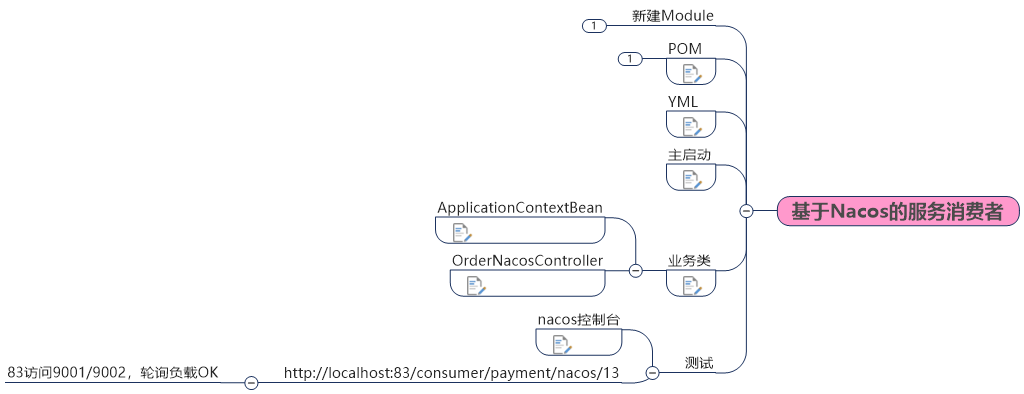 新建Module
1
POM
1
YML
主启动
ApplicationContextBean
基于Nacos的服务消费者
OrderNacosController
业务类
nacos控制台
测试
83访问9001/9002，轮询负载OK
http://localhost:83/consumer/payment/nacos/13